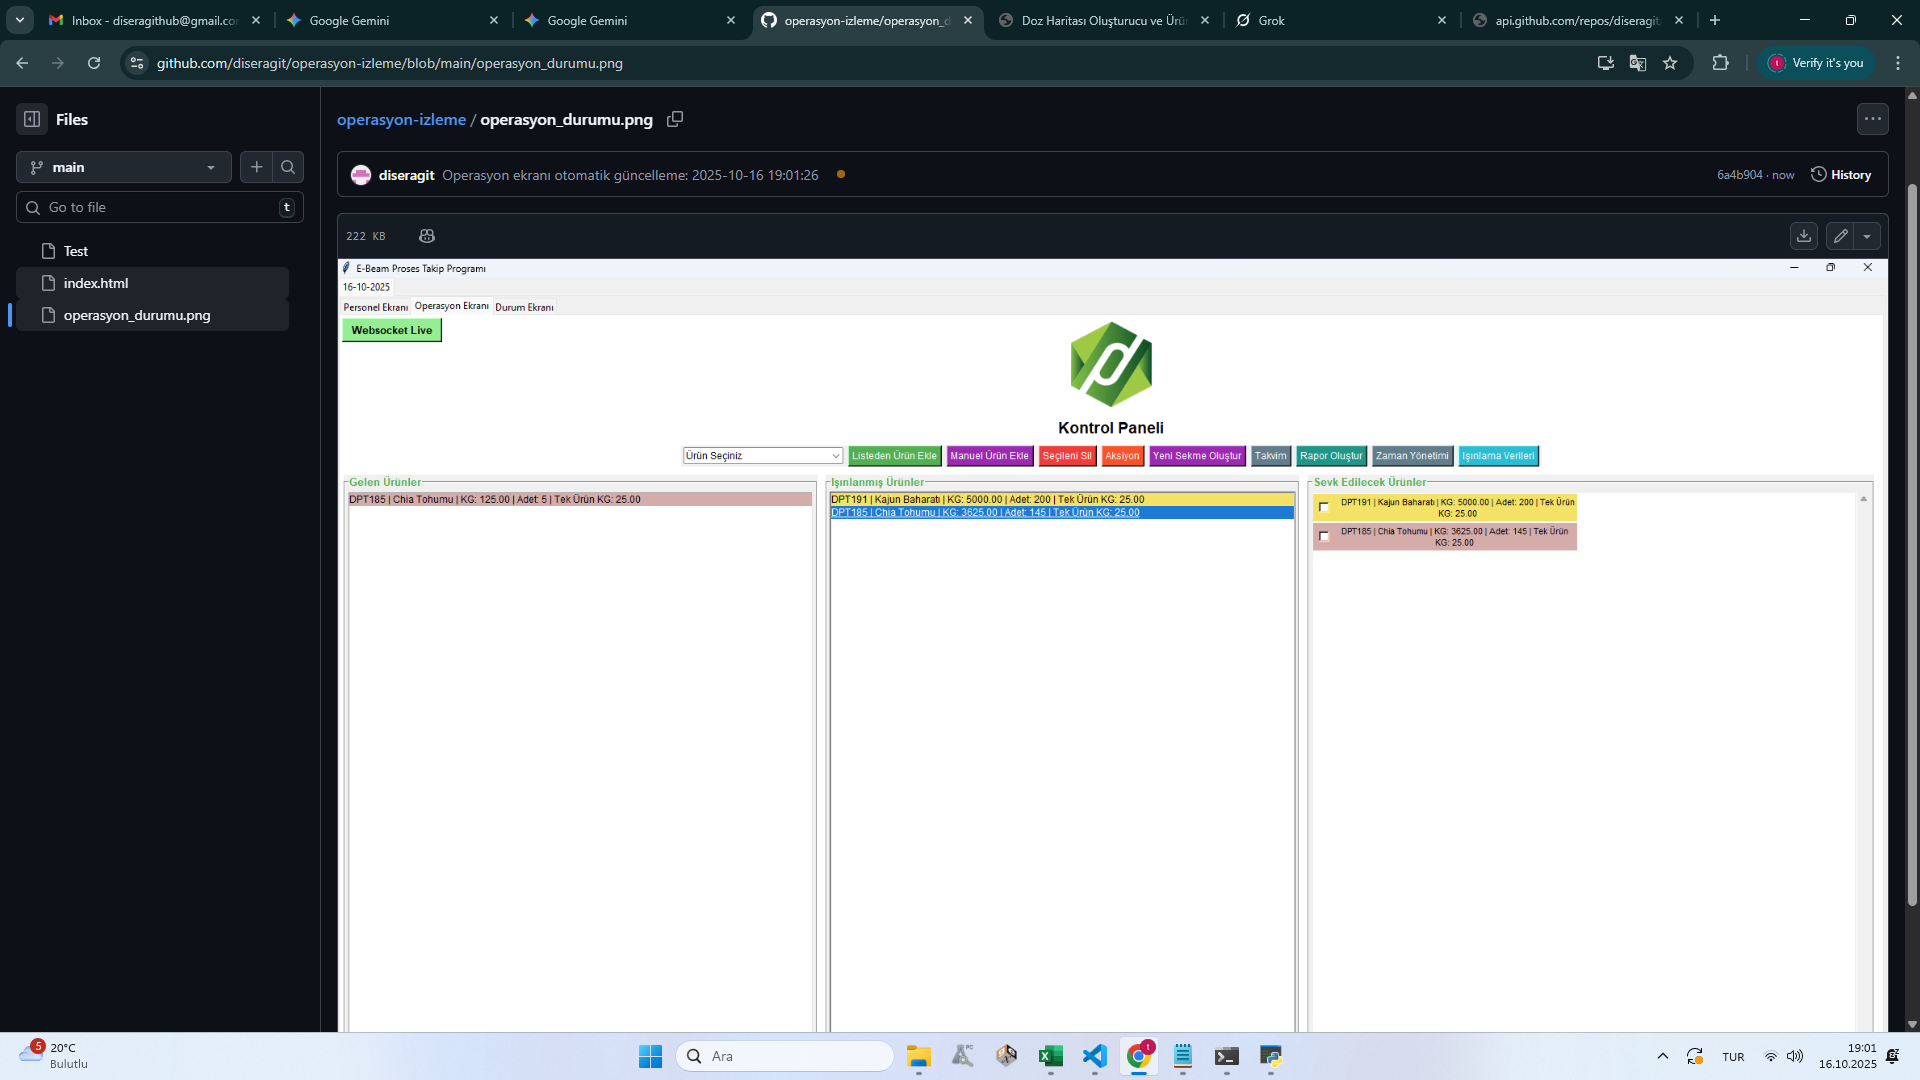 Inbox - diseragithub@gmail.co
Google Gemini
Google Gemini
operasyon-izleme/operasyon_d
Doz Haritası Oluşturucu ve Ürü
Grok
api.github.com/repos/diseragit
github.com/diseragit/operasyon-izleme/blob/main/operasyon_durumu.png
Verify it's you
Files
main
Go to file
t
Test
index.html
operasyon_durumu.png
operasyon-izleme / operasyon_durumu.png
diseragit Operasyon ekranı otomatik güncelleme: 2025-10-16 19:01:26
6a4b904 · now
History
222 KB
E-Beam Proses Takip Programı
16-10-2025
Personel Ekranı Operasyon Ekranı Durum Ekranı
Websocket Live
Kontrol Paneli
Ürün Seçiniz
Listeden Ürün Ekle
Manuel Ürün Ekle
Seçileni Sil
Aksiyon
Yeni Sekme Oluştur
Takvim
Rapor Oluştur
Zaman Yönetimi
Işınlama Verileri
Gelen Ürünler
DPT185 | Chia Tohumu | KG: 125.00 | Adet: 5 | Tek Ürün KG: 25.00
Işınlanmış Ürünler
DPT191 | Kajun Baharatı | KG: 5000.00 | Adet: 200 | Tek Ürün KG: 25.00
DPT185 | Chia Tohumu | KG: 3625.00 | Adet: 145 | Tek Ürün KG: 25.00
Sevk Edilecek Ürünler
DPT191 | Kajun Baharatı | KG: 5000.00 | Adet: 200 | Tek Ürün
KG: 25.00
DPT185 | Chia Tohumu | KG: 3625.00 | Adet: 145 | Tek Ürün
KG: 25.00
5
20°C
Bulutlu
Ara
PC
t
TUR
19:01
16.10.2025